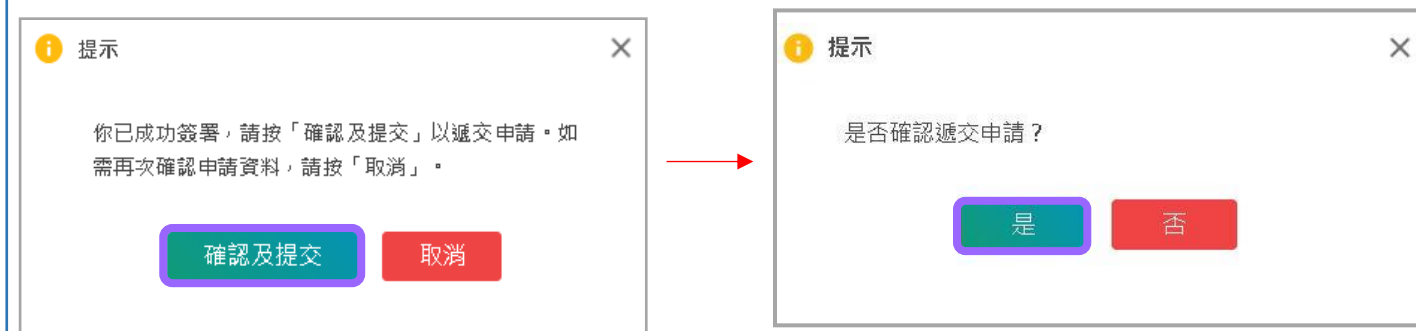 提示
你已成功簽署，請按「確認及提交」以遞交申請。如
需再次確認申請資料，請按「取消」。
確認及提交
取消
提示
是否確認遞交申請？
是
否